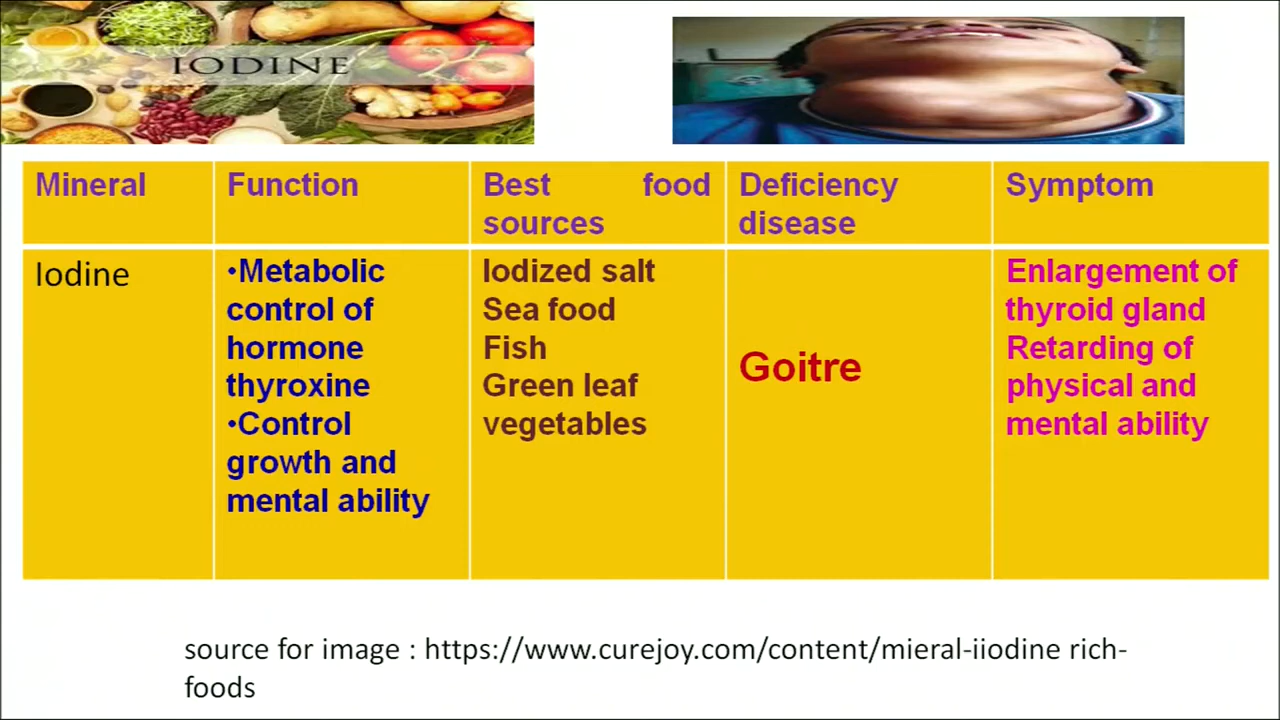 IODINE
Mineral
Function
Best food
sources
Deficiency
disease
Symptom
Iodine
•Metabolic
control of
hormone
thyroxine
•Control
growth and
mental ability
Iodized salt
Sea food
Fish
Green leaf
vegetables
Goitre
Enlargement of
thyroid gland
Retarding of
physical and
mental ability
source for image : https://www.curejoy.com/content/mieral-iiodine rich-
foods